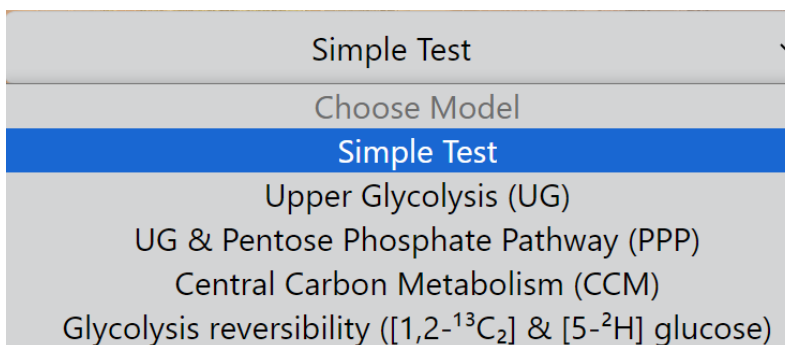 Simple Test
Choose Model
Simple Test
Upper Glycolysis (UG)
UG & Pentose Phosphate Pathway (PPP)
Central Carbon Metabolism (CCM)
Glycolysis reversibility ([1,2-¹³C₂] & [5-²H] glucose)